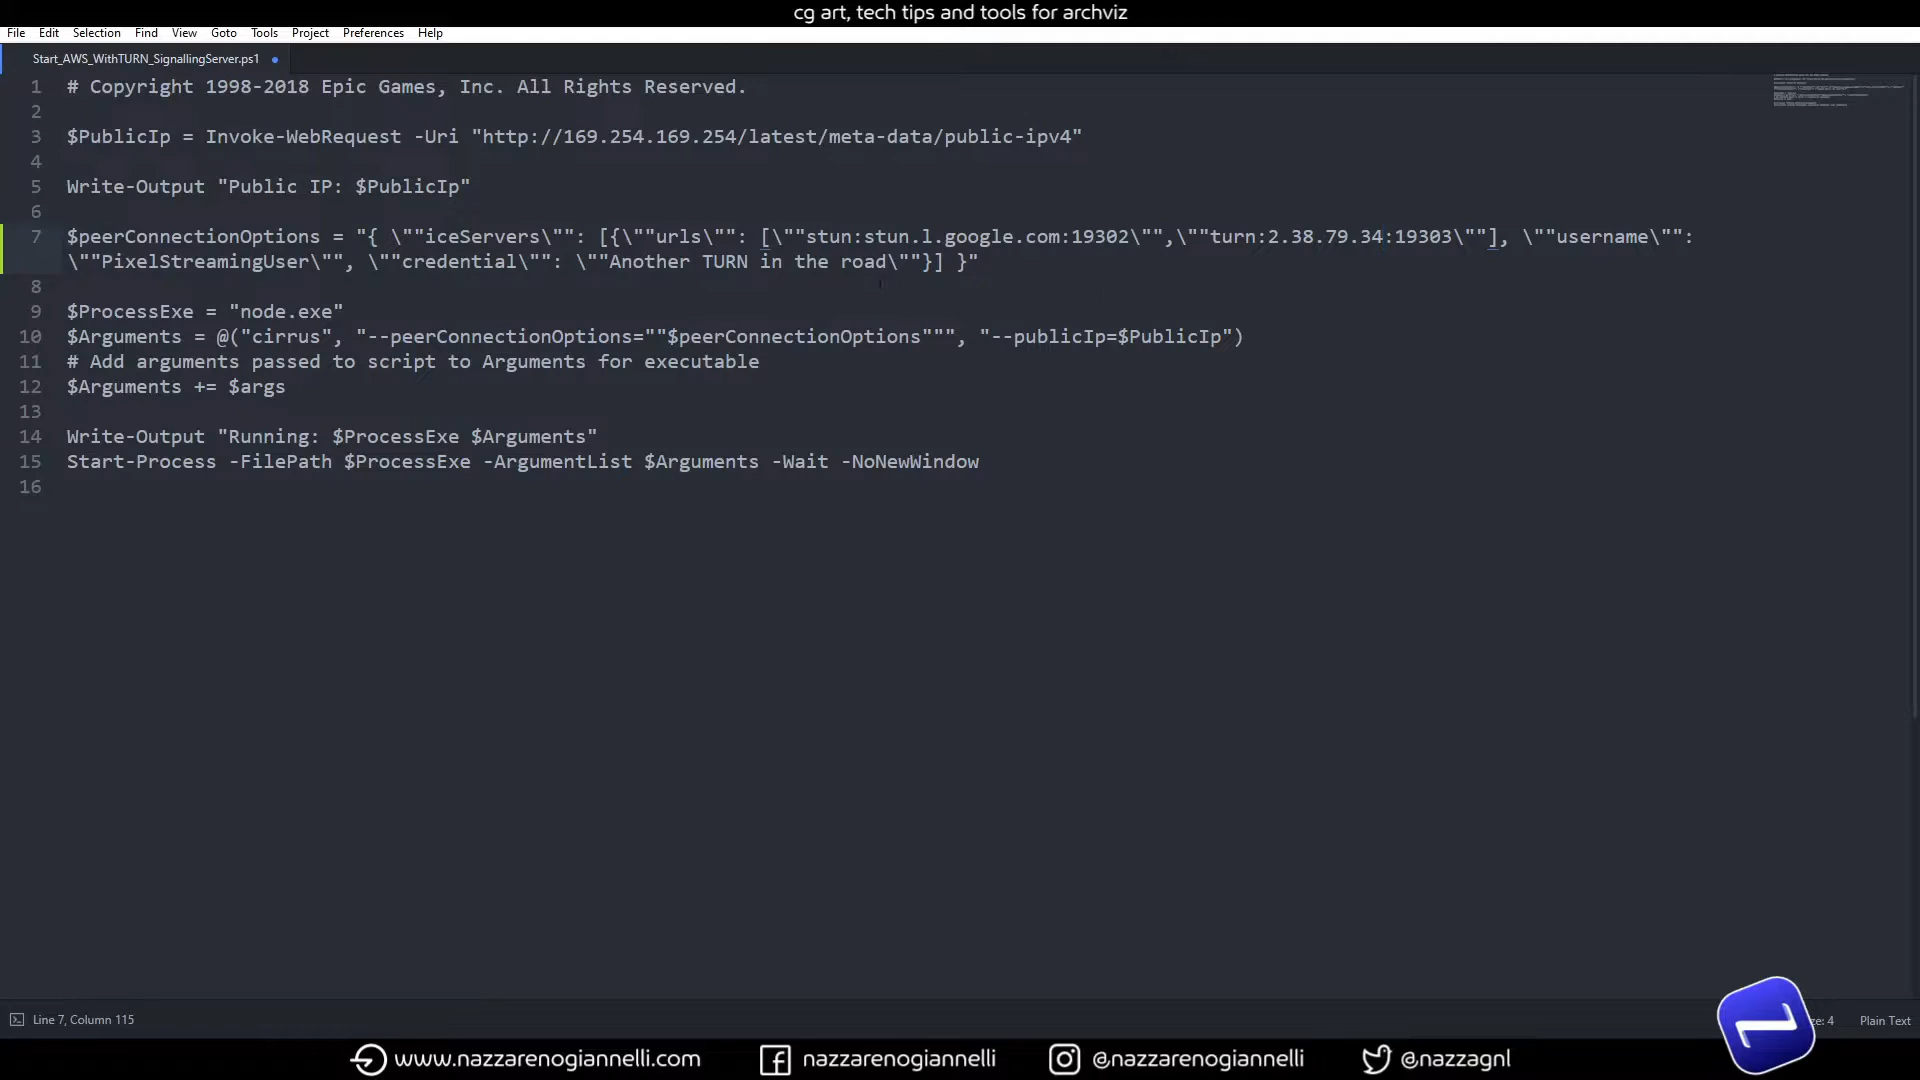 cg art, tech tips and tools for archviz
File Edit Selection Find View Goto Tools Project Preferences Help
Start_AWS_WithTURN_SignallingServer.ps1
1 # Copyright 1998-2018 Epic Games, Inc. All Rights Reserved.
2
3 $PublicIp = Invoke-WebRequest -Uri "http://169.254.169.254/latest/meta-data/public-ipv4"
4
5 Write-Output "Public IP: $PublicIp"
6
7 $peerConnectionOptions = "{ \""iceServers\"": [{\""urls\"": [\""stun:stun.l.google.com:19302\"",\""turn:2.38.79.34:19303\""], \""username\"":
\""PixelStreamingUser\"", \""credential\"": \""Another TURN in the road\""}] }"
8
9 $ProcessExe = "node.exe"
10 $Arguments = @("cirrus", "--peerConnectionOptions=""$peerConnectionOptions""", "--publicIp=$PublicIp")
11 # Add arguments passed to script to Arguments for executable
12 $Arguments += $args
13
14 Write-Output "Running: $ProcessExe $Arguments"
15 Start-Process -FilePath $ProcessExe -ArgumentList $Arguments -Wait -NoNewWindow
16
Line 7, Column 115
: 4 Plain Text
www.nazzarenogiannelli.com nazzarenogiannelli @nazzarenogiannelli @nazzagnl